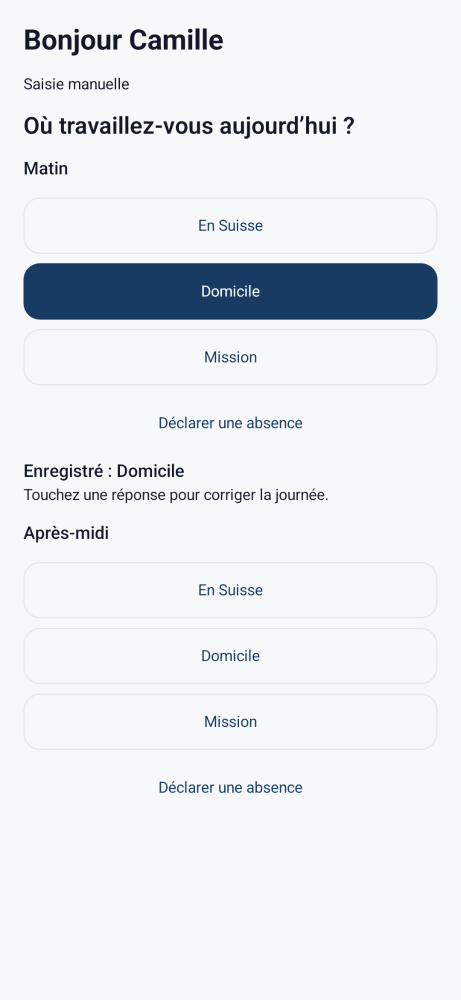 Bonjour Camille
Saisie manuelle
Où travaillez-vous aujourd’hui ?
Matin
En Suisse
Domicile
Mission
Déclarer une absence
Enregistré : Domicile
Touchez une réponse pour corriger la journée.
Après-midi
En Suisse
Domicile
Mission
Déclarer une absence